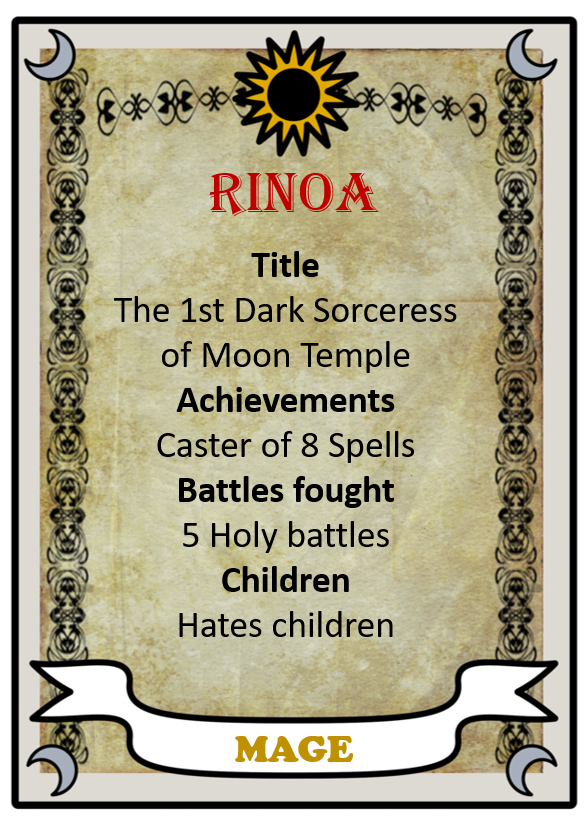 RINOA
Title
The 1st Dark Sorceress
of Moon Temple
Achievements
Caster of 8 Spells
Battles fought
5 Holy battles
Children
Hates children
MAGE